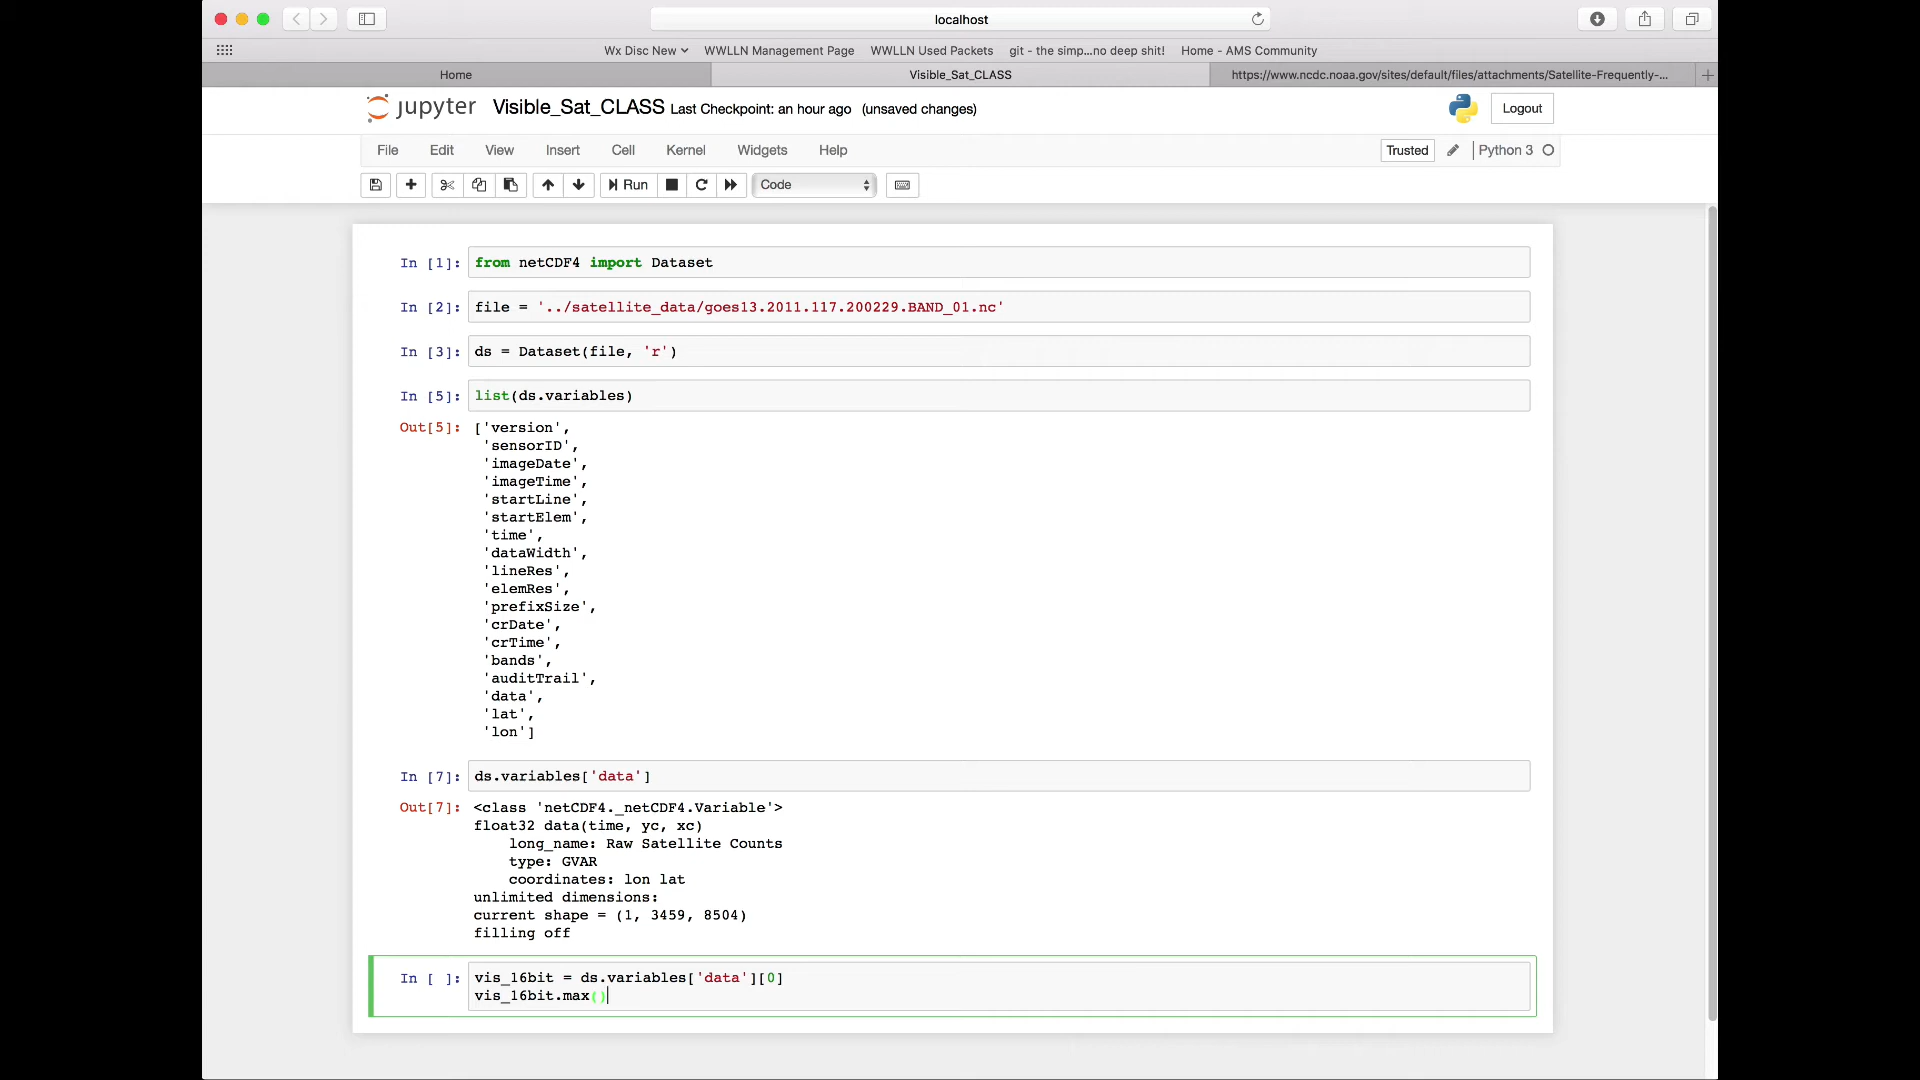 localhost
Wx Disc New WWLLN Management Page WWLLN Used Packets git - the simp...no deep shit! Home - AMS Community
Home Visible_Sat_CLASS https://www.ncdc.noaa.gov/sites/default/files/attachments/Satellite-Frequently-...
jupyter Visible_Sat_CLASS Last Checkpoint: an hour ago (unsaved changes) Logout
File Edit View Insert Cell Kernel Widgets Help Trusted Python 3
Run Code
In [1]: from netCDF4 import Dataset
In [2]: file = '../satellite_data/goes13.2011.117.200229.BAND_01.nc'
In [3]: ds = Dataset(file, 'r')
In [5]: list(ds.variables)
Out[5]: ['version',
'sensorID',
'imageDate',
'imageTime',
'startLine',
'startElem',
'time',
'dataWidth',
'lineRes',
'elemRes',
'prefixSize',
'crDate',
'crTime',
'bands',
'auditTrail',
'data',
'lat',
'lon']
In [7]: ds.variables['data']
Out[7]: <class 'netCDF4._netCDF4.Variable'>
float32 data(time, yc, xc)
long_name: Raw Satellite Counts
type: GVAR
coordinates: lon lat
unlimited dimensions:
current shape = (1, 3459, 8504)
filling off
In [ ]: vis_16bit = ds.variables['data'][0]
vis_16bit.max()